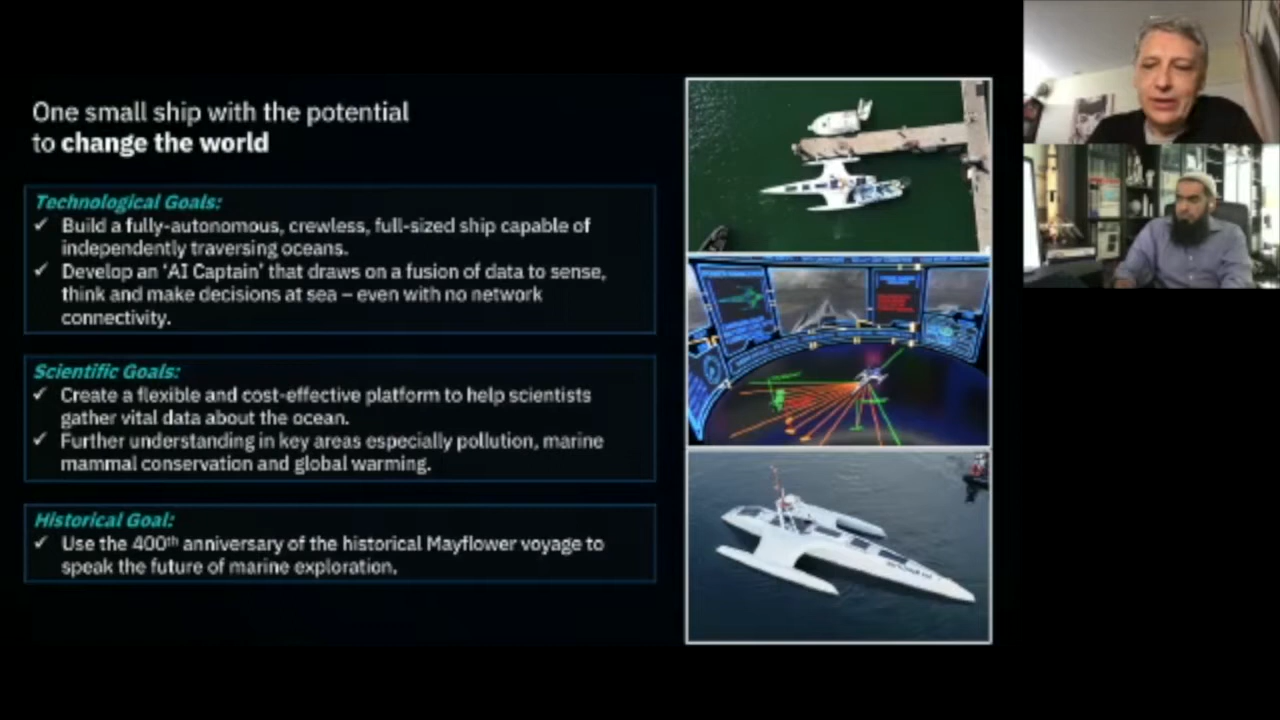 One small ship with the potential
to change the world
Technological Goals:
✓ Build a fully-autonomous, crewless, full-sized ship capable of
independently traversing oceans.
✓ Develop an 'AI Captain' that draws on a fusion of data to sense,
think and make decisions at sea – even with no network
connectivity.
Scientific Goals:
✓ Create a flexible and cost-effective platform to help scientists
gather vital data about the ocean.
✓ Further understanding in key areas especially pollution, marine
mammal conservation and global warming.
Historical Goal:
✓ Use the 400th anniversary of the historical Mayflower voyage to
speak the future of marine exploration.